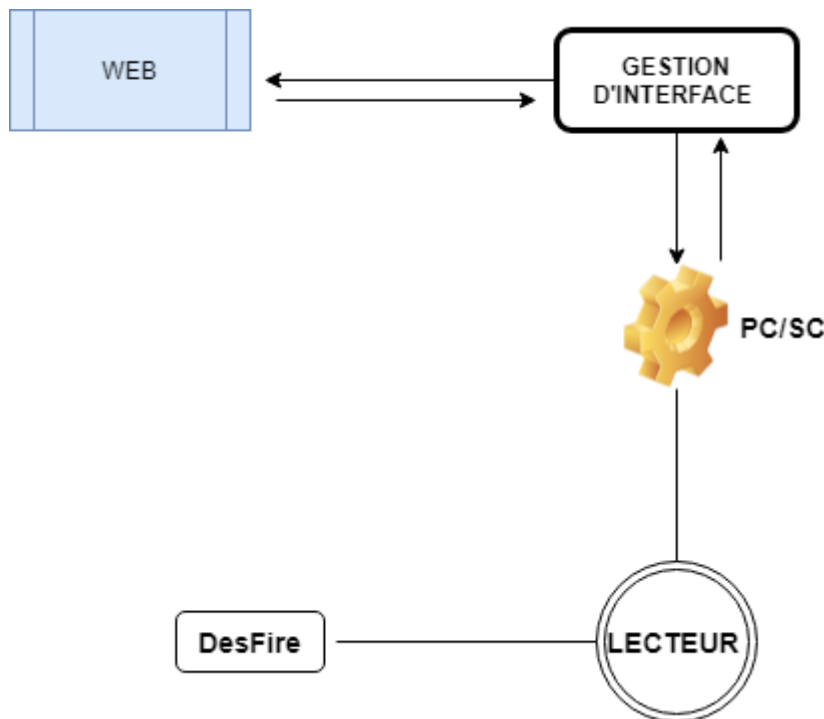 WEB
GESTION
D'INTERFACE
PC/SC
DesFire
LECTEUR